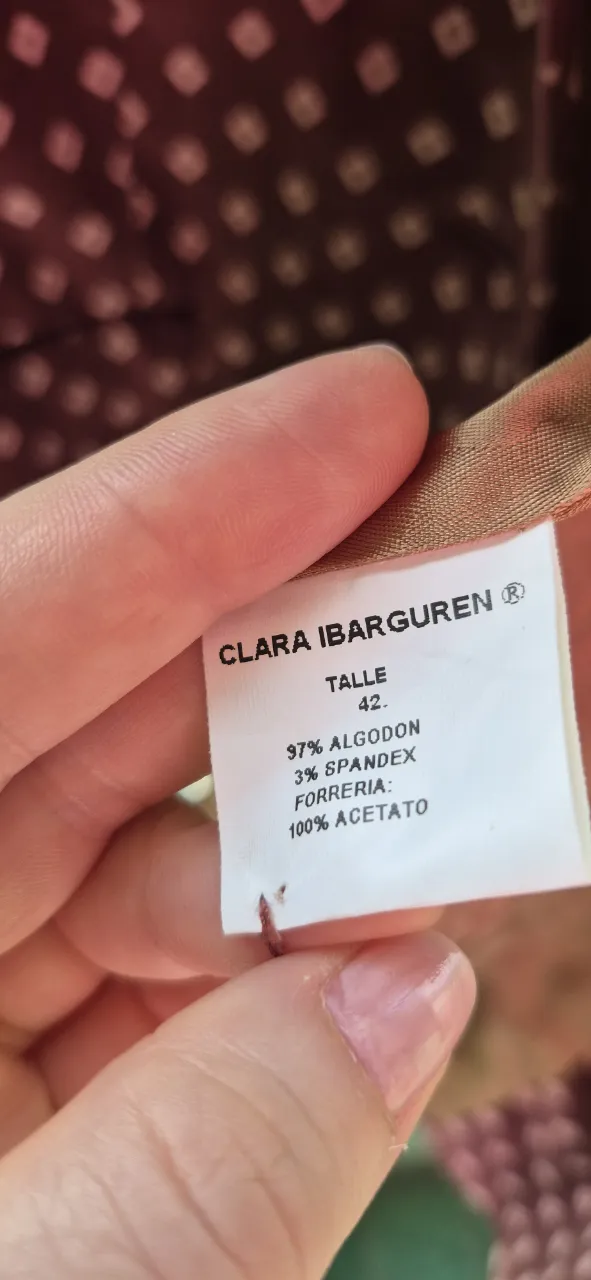 CLARA IBARGUREN ®
TALLE
42.
97% ALGODON
3% SPANDEX
FORRERIA:
100% ACETATO